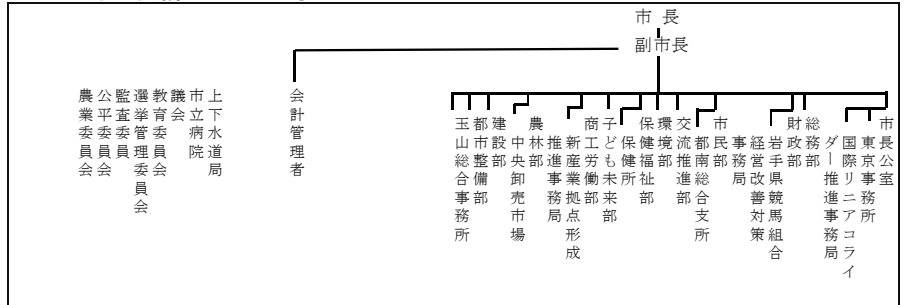 市 長
副市長
市長公室
東京事務所
国際リニアコライ
ダー推進事務局
総務部
財政部
岩手県競馬組合
経営改善対策
事務局
市民部
都南総合支所
交流推進部
環境部
保健福祉部
保健所
子ども未来部
商工労働部
新産業拠点形成
推進事務局
農林部
中央卸売市場
建設部
都市整備部
玉山総合事務所
会計管理者
上下水道局
市立病院
議会
教育委員会
選挙管理委員会
監査委員
公平委員会
農業委員会